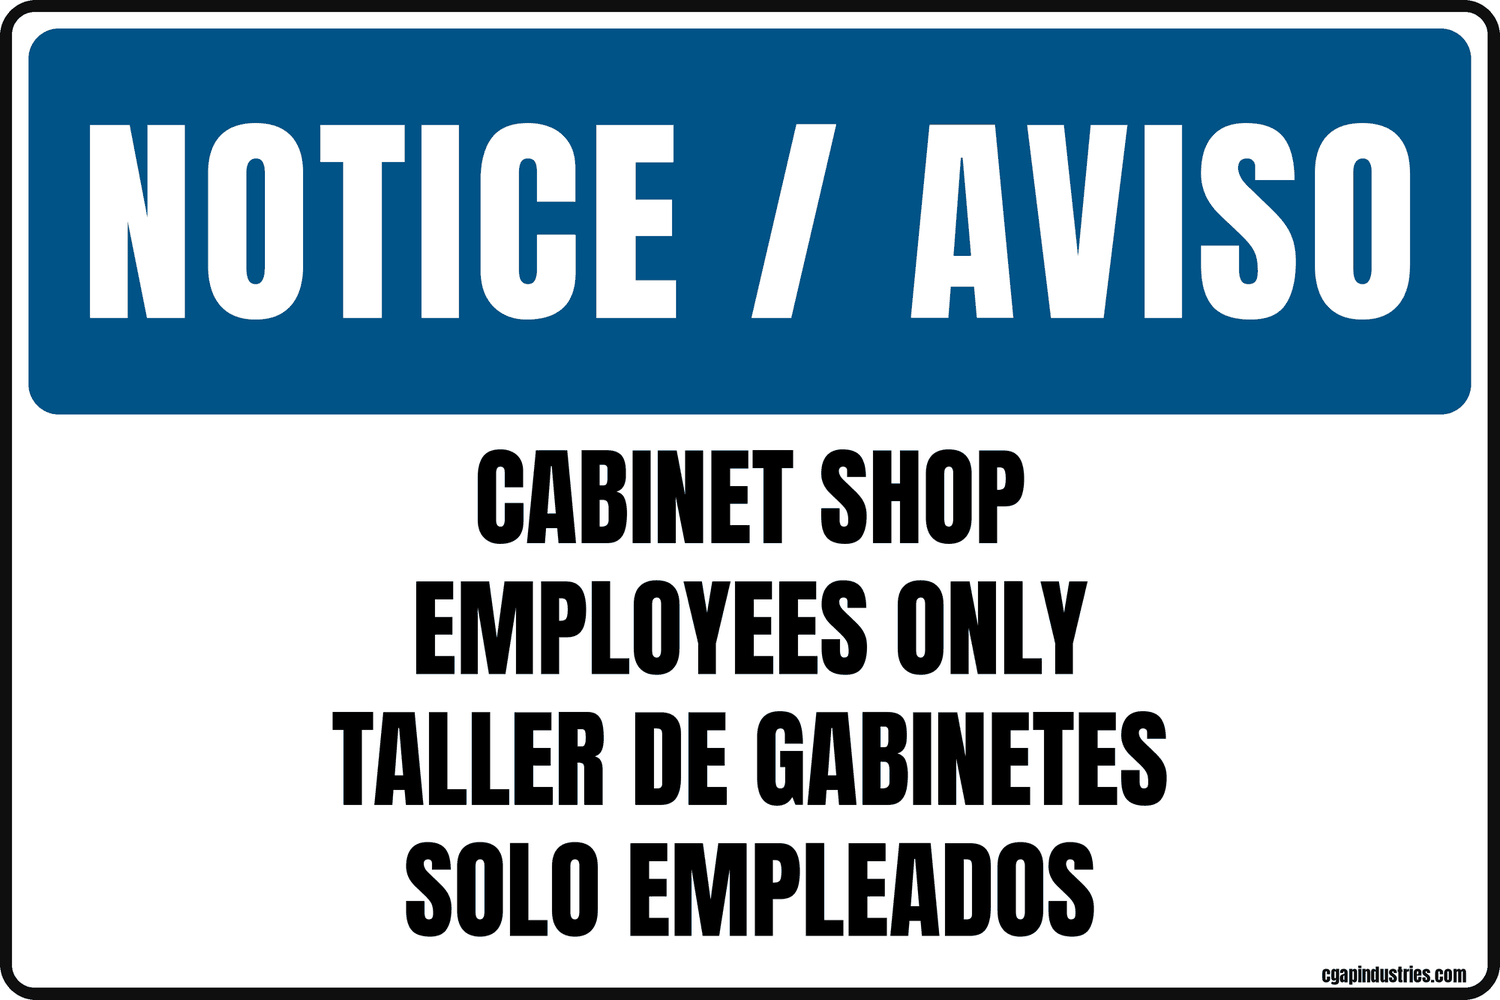 NOTICE / AVISO
CABINET SHOP
EMPLOYEES ONLY
TALLER DE GABINETES
SOLO EMPLEADOS
cgapindustries.com